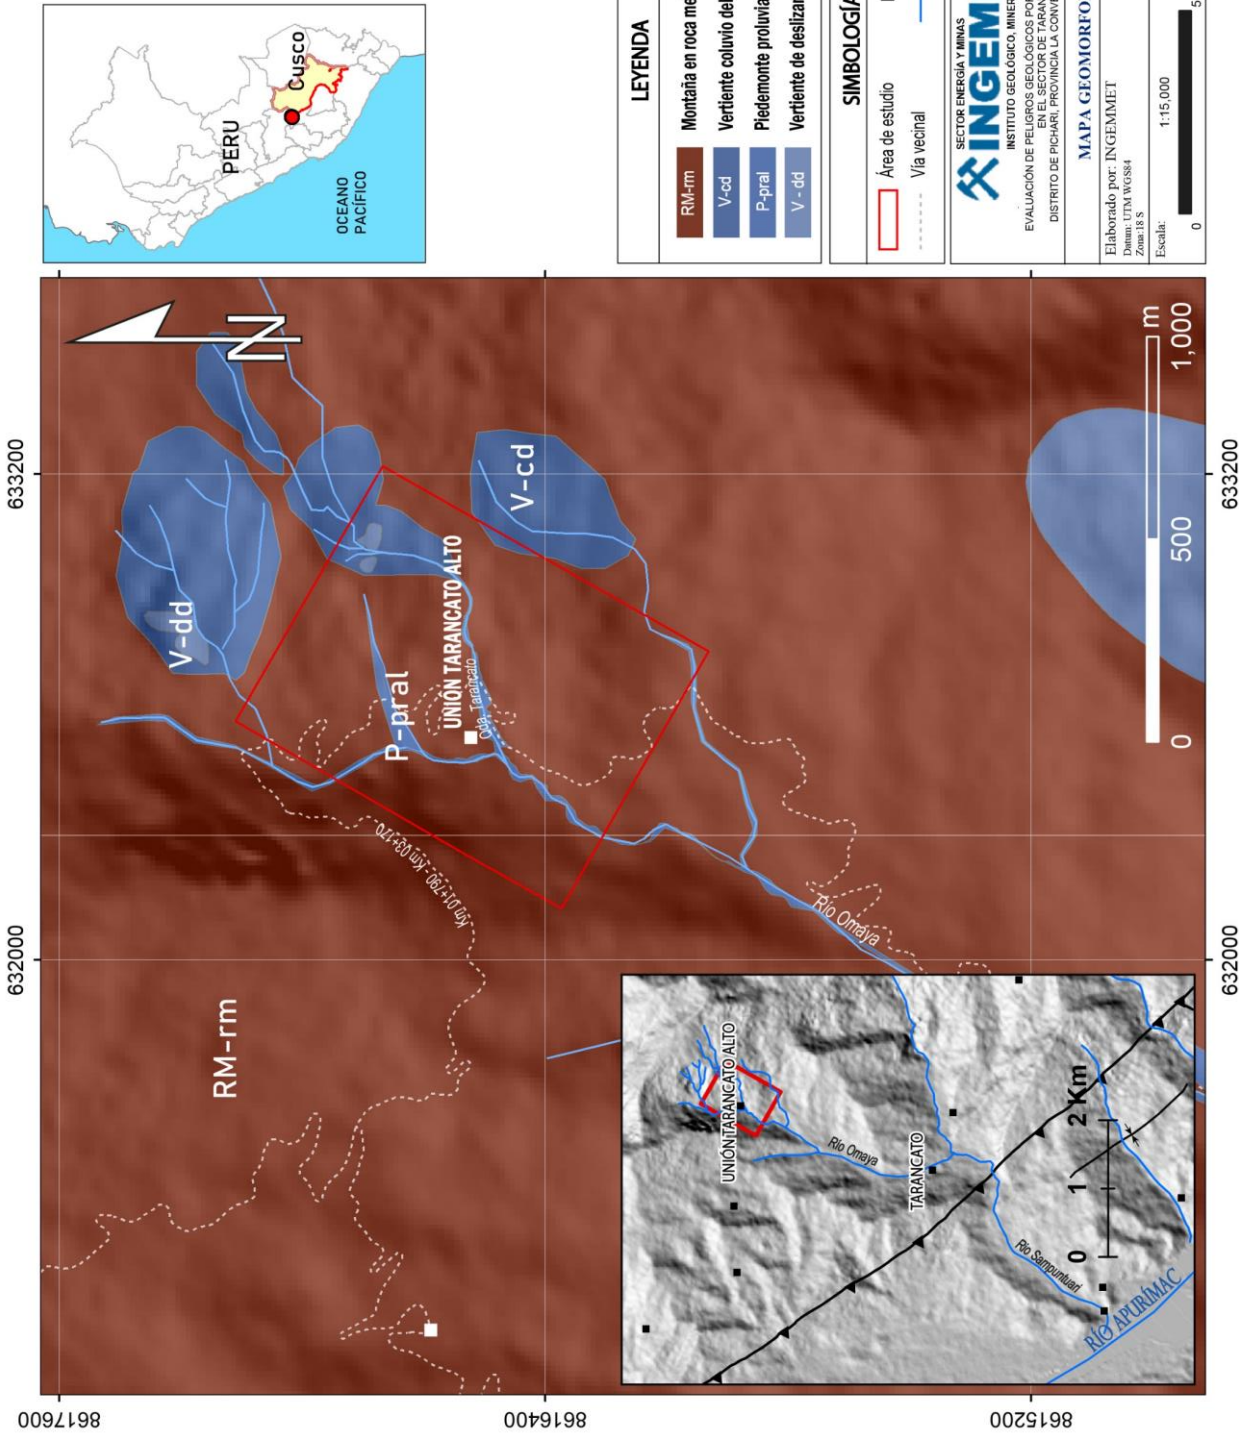 633200
632000
8617600
8616400
8615200
633200
632000
N
V-dd
P-pral
UNIÓN TARANCATO ALTO
Qda. Tarancato
V-cd
RM-rm
Km 01+790 - Km 03+170
Río Omaya
0
500
1,000
m
UNIÓN TARANCATO ALTO
Río Omaya
TARANCATO
Río Sampuntuari
RÍO APURÍMAC
0
1
2 Km
PERU
Cusco
OCEANO
PACÍFICO
LEYENDA
RM-rm Montaña en roca me
V-cd Vertiente coluvio del
P-pral Piedemonte proluvia
V - dd Vertiente de desliza
SIMBOLOGÍA
Área de estudio
Vía vecinal
SECTOR ENERGÍA Y MINAS
INGEM
INSTITUTO GEOLÓGICO, MINER
EVALUACIÓN DE PELIGROS GEOLÓGICOS POR
EN EL SECTOR DE TARAN
DISTRITO DE PICHARI, PROVINCIA LA CONVE
MAPA GEOMORFO
Elaborado por: INGEMMET
Datum: UTM WGS84
Zona:18 S
Escala:
1:15,000
0
5